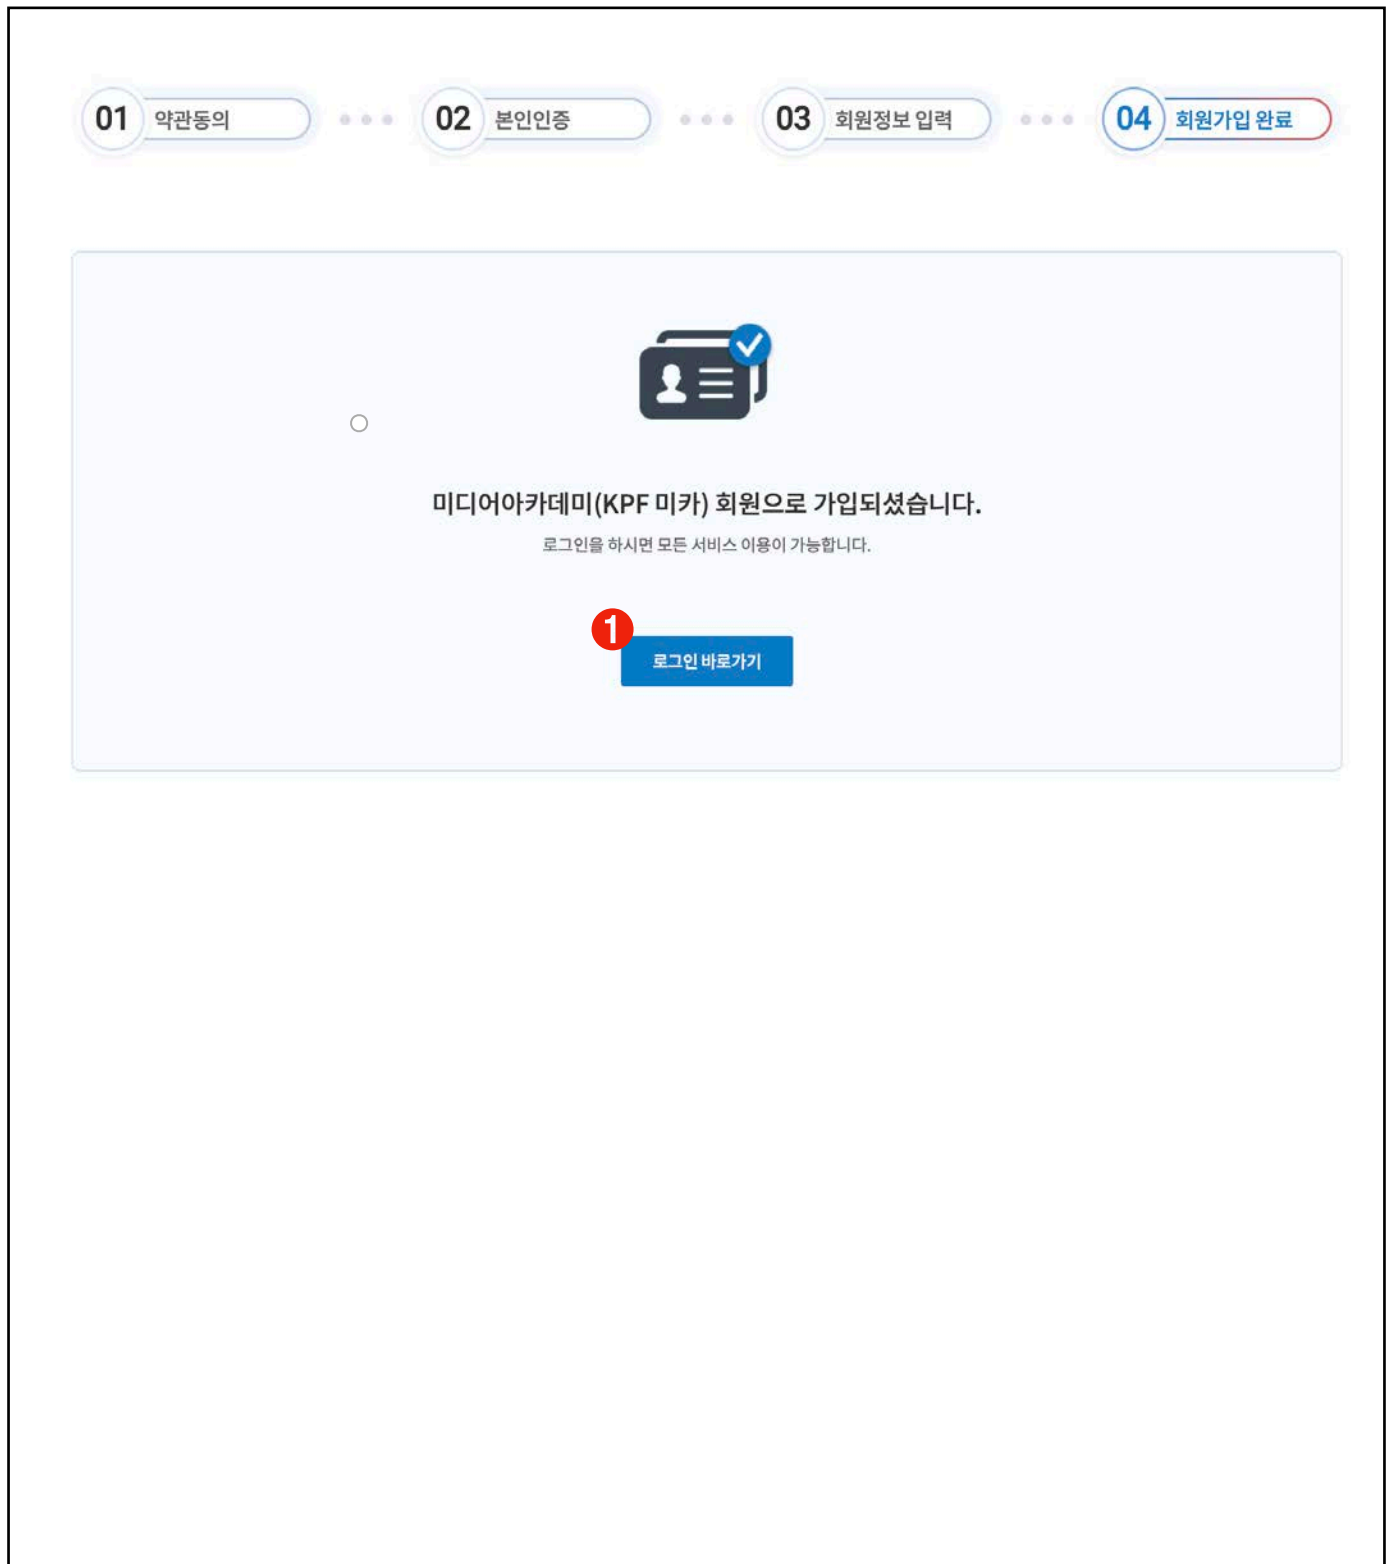 01 약관동의 02 본인인증 03 회원정보 입력 04 회원가입 완료
미디어아카데미(KPF 미카) 회원으로 가입되셨습니다.
로그인을 하시면 모든 서비스 이용이 가능합니다.
1
로그인 바로가기